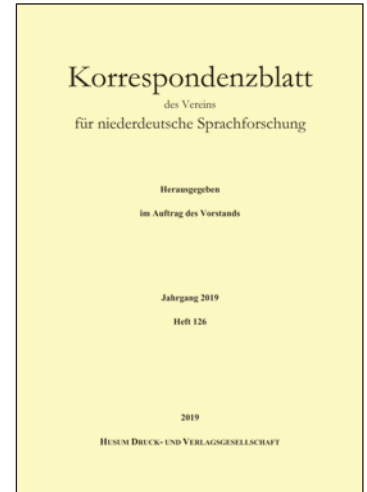 Korrespondenzblatt
des Vereins
für niederdeutsche Sprachforschung
Herausgegeben
im Auftrag des Vorstands
Jahrgang 2019
Heft 126
2019
HUSUM DRUCK- UND VERLAGSGESELLSCHAFT